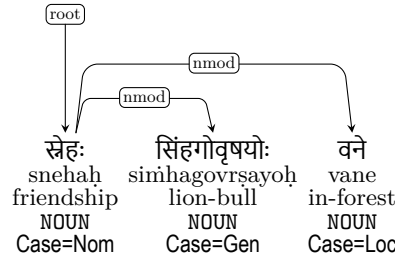 root
nmod
nmod
स्नेहः सिंहगोवृषयोः वने
snehaḥ siṁhagovṛṣayoḥ vane
friendship lion-bull in-forest
NOUN NOUN NOUN
Case=Nom Case=Gen Case=Loc